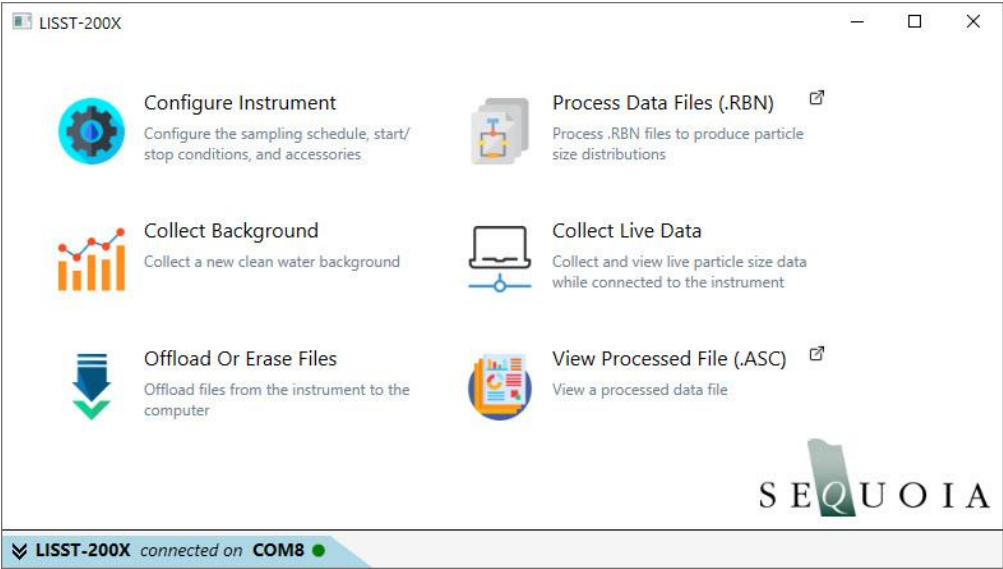 LISST-200X
Configure Instrument
Configure the sampling schedule, start/
stop conditions, and accessories
Process Data Files (.RBN)
Process .RBN files to produce particle
size distributions
Collect Background
Collect a new clean water background
Collect Live Data
Collect and view live particle size data
while connected to the instrument
Offload Or Erase Files
Offload files from the instrument to the
computer
View Processed File (.ASC)
View a processed data file
SEQUOIA
LISST-200X connected on COM8